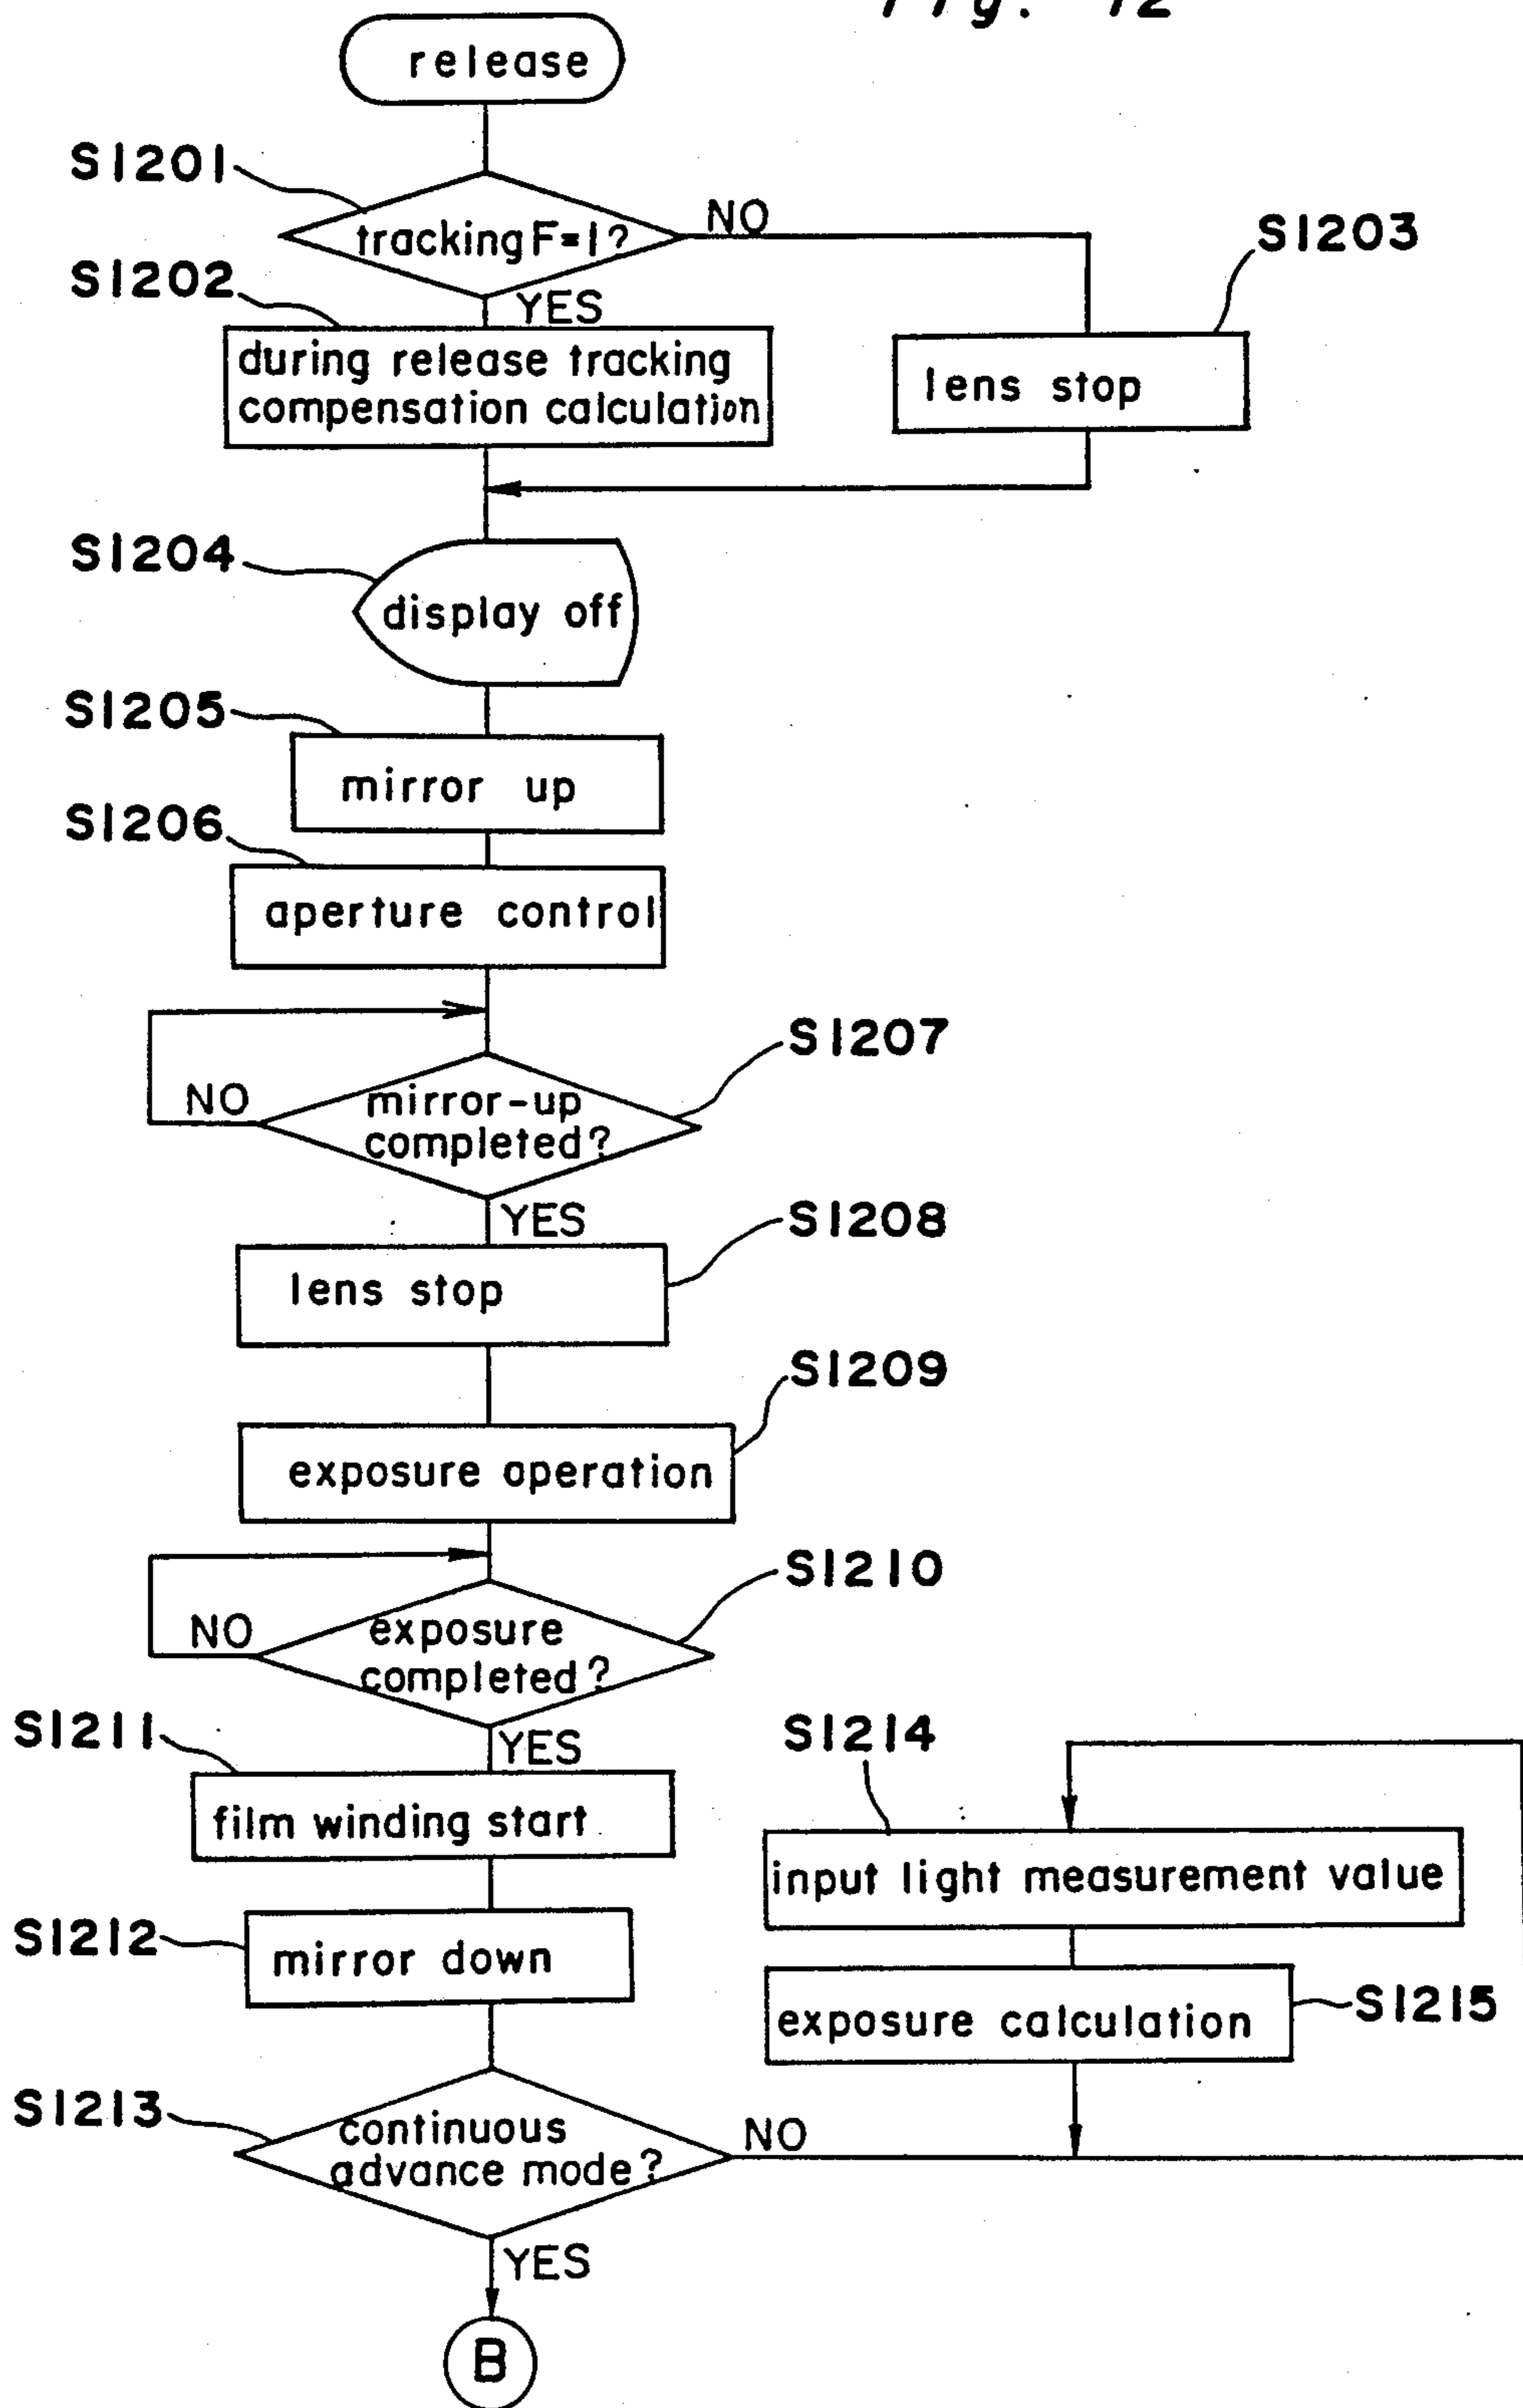 Fig. 12
release
S1201
tracking F=1?
NO
S1203
S1202
YES
during release tracking
compensation calculation
lens stop
S1204
display off
S1205
mirror up
S1206
aperture control
S1207
NO
mirror-up
completed?
YES
S1208
lens stop
S1209
exposure operation
S1210
NO
exposure
completed?
S1211
YES
S1214
film winding start
input light measurement value
S1212
mirror down
exposure calculation
S1215
S1213
continuous
advance mode?
NO
YES
B